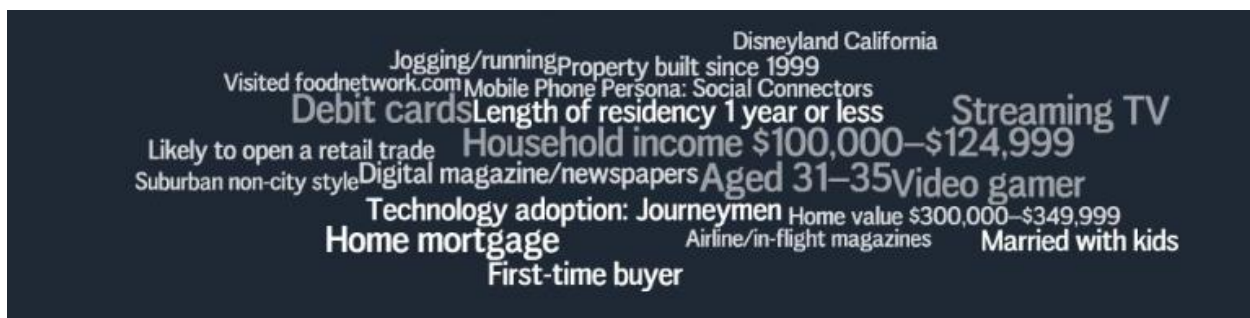 Disneyland California
Jogging/running
Property built since 1999
Visited foodnetwork.com
Mobile Phone Persona: Social Connectors
Debit cards
Length of residency 1 year or less
Streaming TV
Household income $100,000–$124,999
Likely to open a retail trade
Suburban non-city style
Digital magazine/newspapers
Aged 31–35
Video gamer
Technology adoption: Journeymen
Home value $300,000–$349,999
Home mortgage
Airline/in-flight magazines
Married with kids
First-time buyer